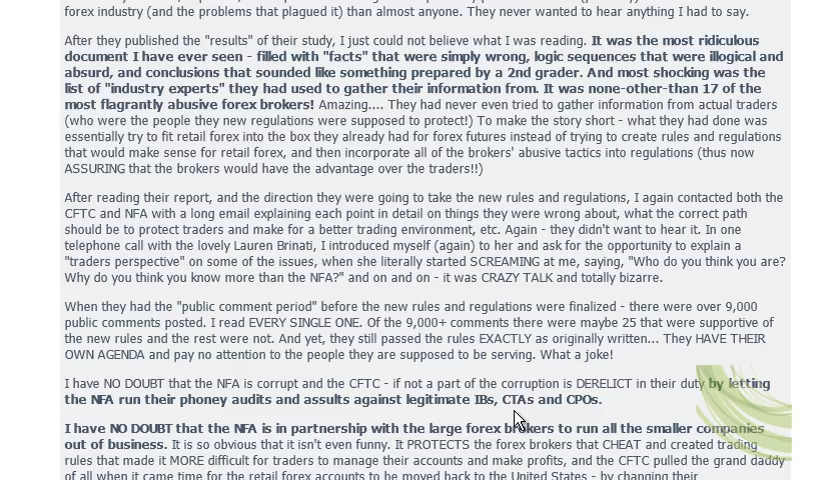 forex industry (and the problems that plagued it) than almost anyone. They never wanted to hear anything I had to say.
After they published the "results" of their study, I just could not believe what I was reading. It was the most ridiculous
document I have ever seen - filled with "facts" that were simply wrong, logic sequences that were illogical and
absurd, and conclusions that sounded like something prepared by a 2nd grader. And most shocking was the
list of "industry experts" they had used to gather their information from. It was none-other-than 17 of the
most flagrantly abusive forex brokers! Amazing.... They had never even tried to gather information from actual traders
(who were the people they new regulations were supposed to protect!) To make the story short - what they had done was
essentially try to fit retail forex into the box they already had for forex futures instead of trying to create rules and regulations
that would make sense for retail forex, and then incorporate all of the brokers' abusive tactics into regulations (thus now
ASSURING that the brokers would have the advantage over the traders!!)
After reading their report, and the direction they were going to take the new rules and regulations, I again contacted both the
CFTC and NFA with a long email explaining each point in detail on things they were wrong about, what the correct path
should be to protect traders and make for a better trading environment, etc. Again - they didn't want to hear it. In one
telephone call with the lovely Lauren Brinati, I introduced myself (again) to her and ask for the opportunity to explain a
"traders perspective" on some of the issues, when she literally started SCREAMING at me, saying, "Who do you think you are?
Why do you think you know more than the NFA?" and on and on - it was CRAZY TALK and totally bizarre.
When they had the "public comment period" before the new rules and regulations were finalized - there were over 9,000
public comments posted. I read EVERY SINGLE ONE. Of the 9,000+ comments there were maybe 25 that were supportive of
the new rules and the rest were not. And yet, they still passed the rules EXACTLY as originally written... They HAVE THEIR
OWN AGENDA and pay no attention to the people they are supposed to be serving. What a joke!
I have NO DOUBT that the NFA is corrupt and the CFTC - if not a part of the corruption is DERELICT in their duty by letting
the NFA run their phoney audits and assults against legitimate IBs, CTAs and CPOs.
I have NO DOUBT that the NFA is in partnership with the large forex brokers to run all the smaller companies
out of business. It is so obvious that it isn't even funny. It PROTECTS the forex brokers that CHEAT and created trading
rules that made it MORE difficult for traders to manage their accounts and make profits, and the CFTC pulled the grand daddy
of all when it came time for the retail forex accounts to be moved back to the United States - by changing their